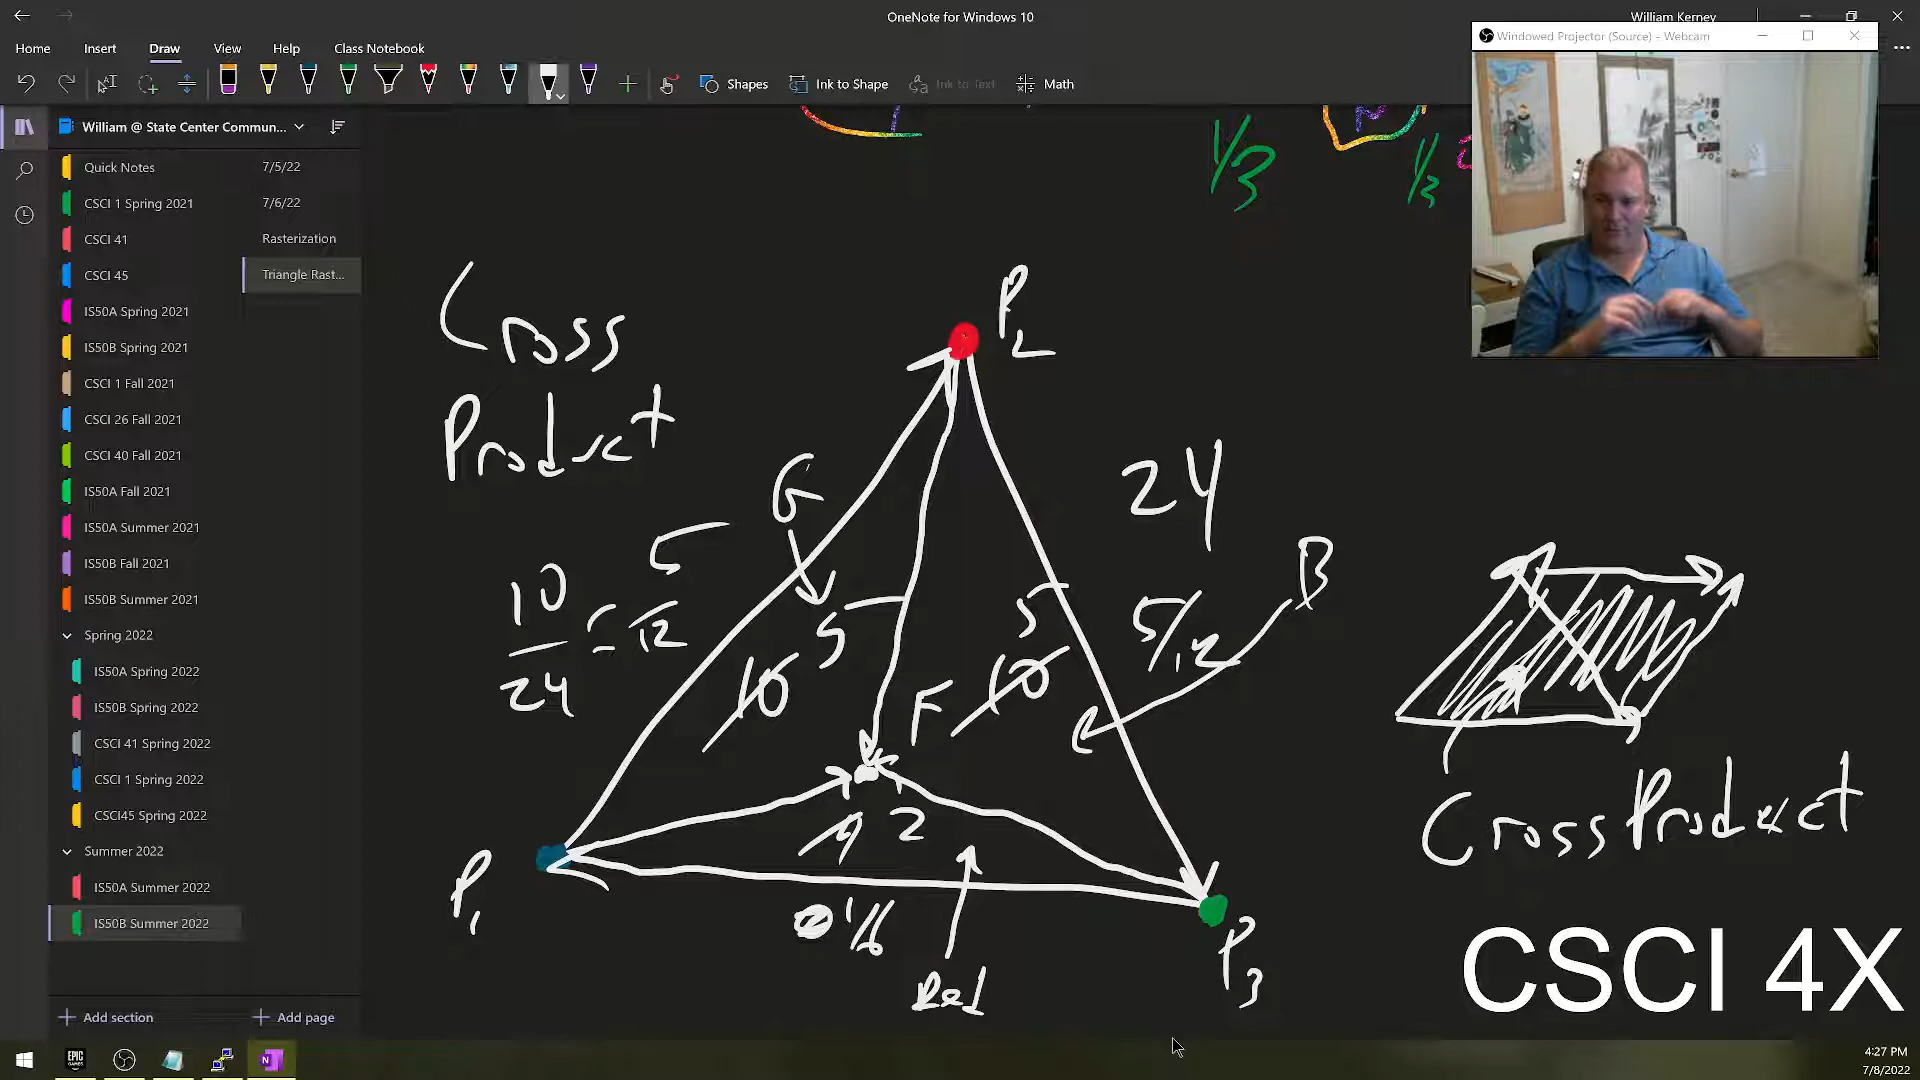 OneNote for Windows 10
William Kerney
Home Insert Draw View Help Class Notebook
Shapes Ink to Shape Ink to Text Math
Windowed Projector (Source) - Webcam
William @ State Center Commun...
Quick Notes
CSCI 1 Spring 2021
CSCI 41
CSCI 45
IS50A Spring 2021
IS50B Spring 2021
CSCI 1 Fall 2021
CSCI 26 Fall 2021
CSCI 40 Fall 2021
IS50A Fall 2021
IS50A Summer 2021
IS50B Fall 2021
IS50B Summer 2021
Spring 2022
IS50A Spring 2022
IS50B Spring 2022
CSCI 41 Spring 2022
CSCI 1 Spring 2022
CSCI45 Spring 2022
Summer 2022
IS50A Summer 2022
IS50B Summer 2022
Add section
7/5/22
7/6/22
Rasterization
Triangle Rast...
Add page
1/3
1/3
Cross
Product
P2
G
24
B
10/24 = 5/12
5
5
5/12
10
F
10
4 2
P1
1/6
Red
P3
CrossProduct
CSCI 4X
EPIC GAMES
4:27 PM
7/8/2022